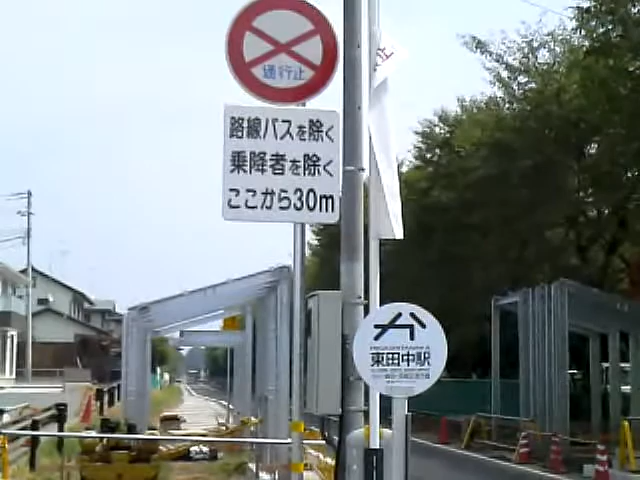 通行止
路線バスを除く
乗降者を除く
ここから30m
止
東田中駅